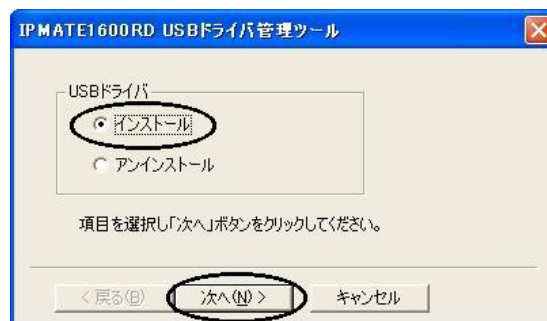 IPMATE1600RD USBドライバ管理ツール
USBドライバ
インストール
アンインストール
項目を選択し「次へ」ボタンをクリックしてください。
< 戻る(B) 次へ(N) > キャンセル